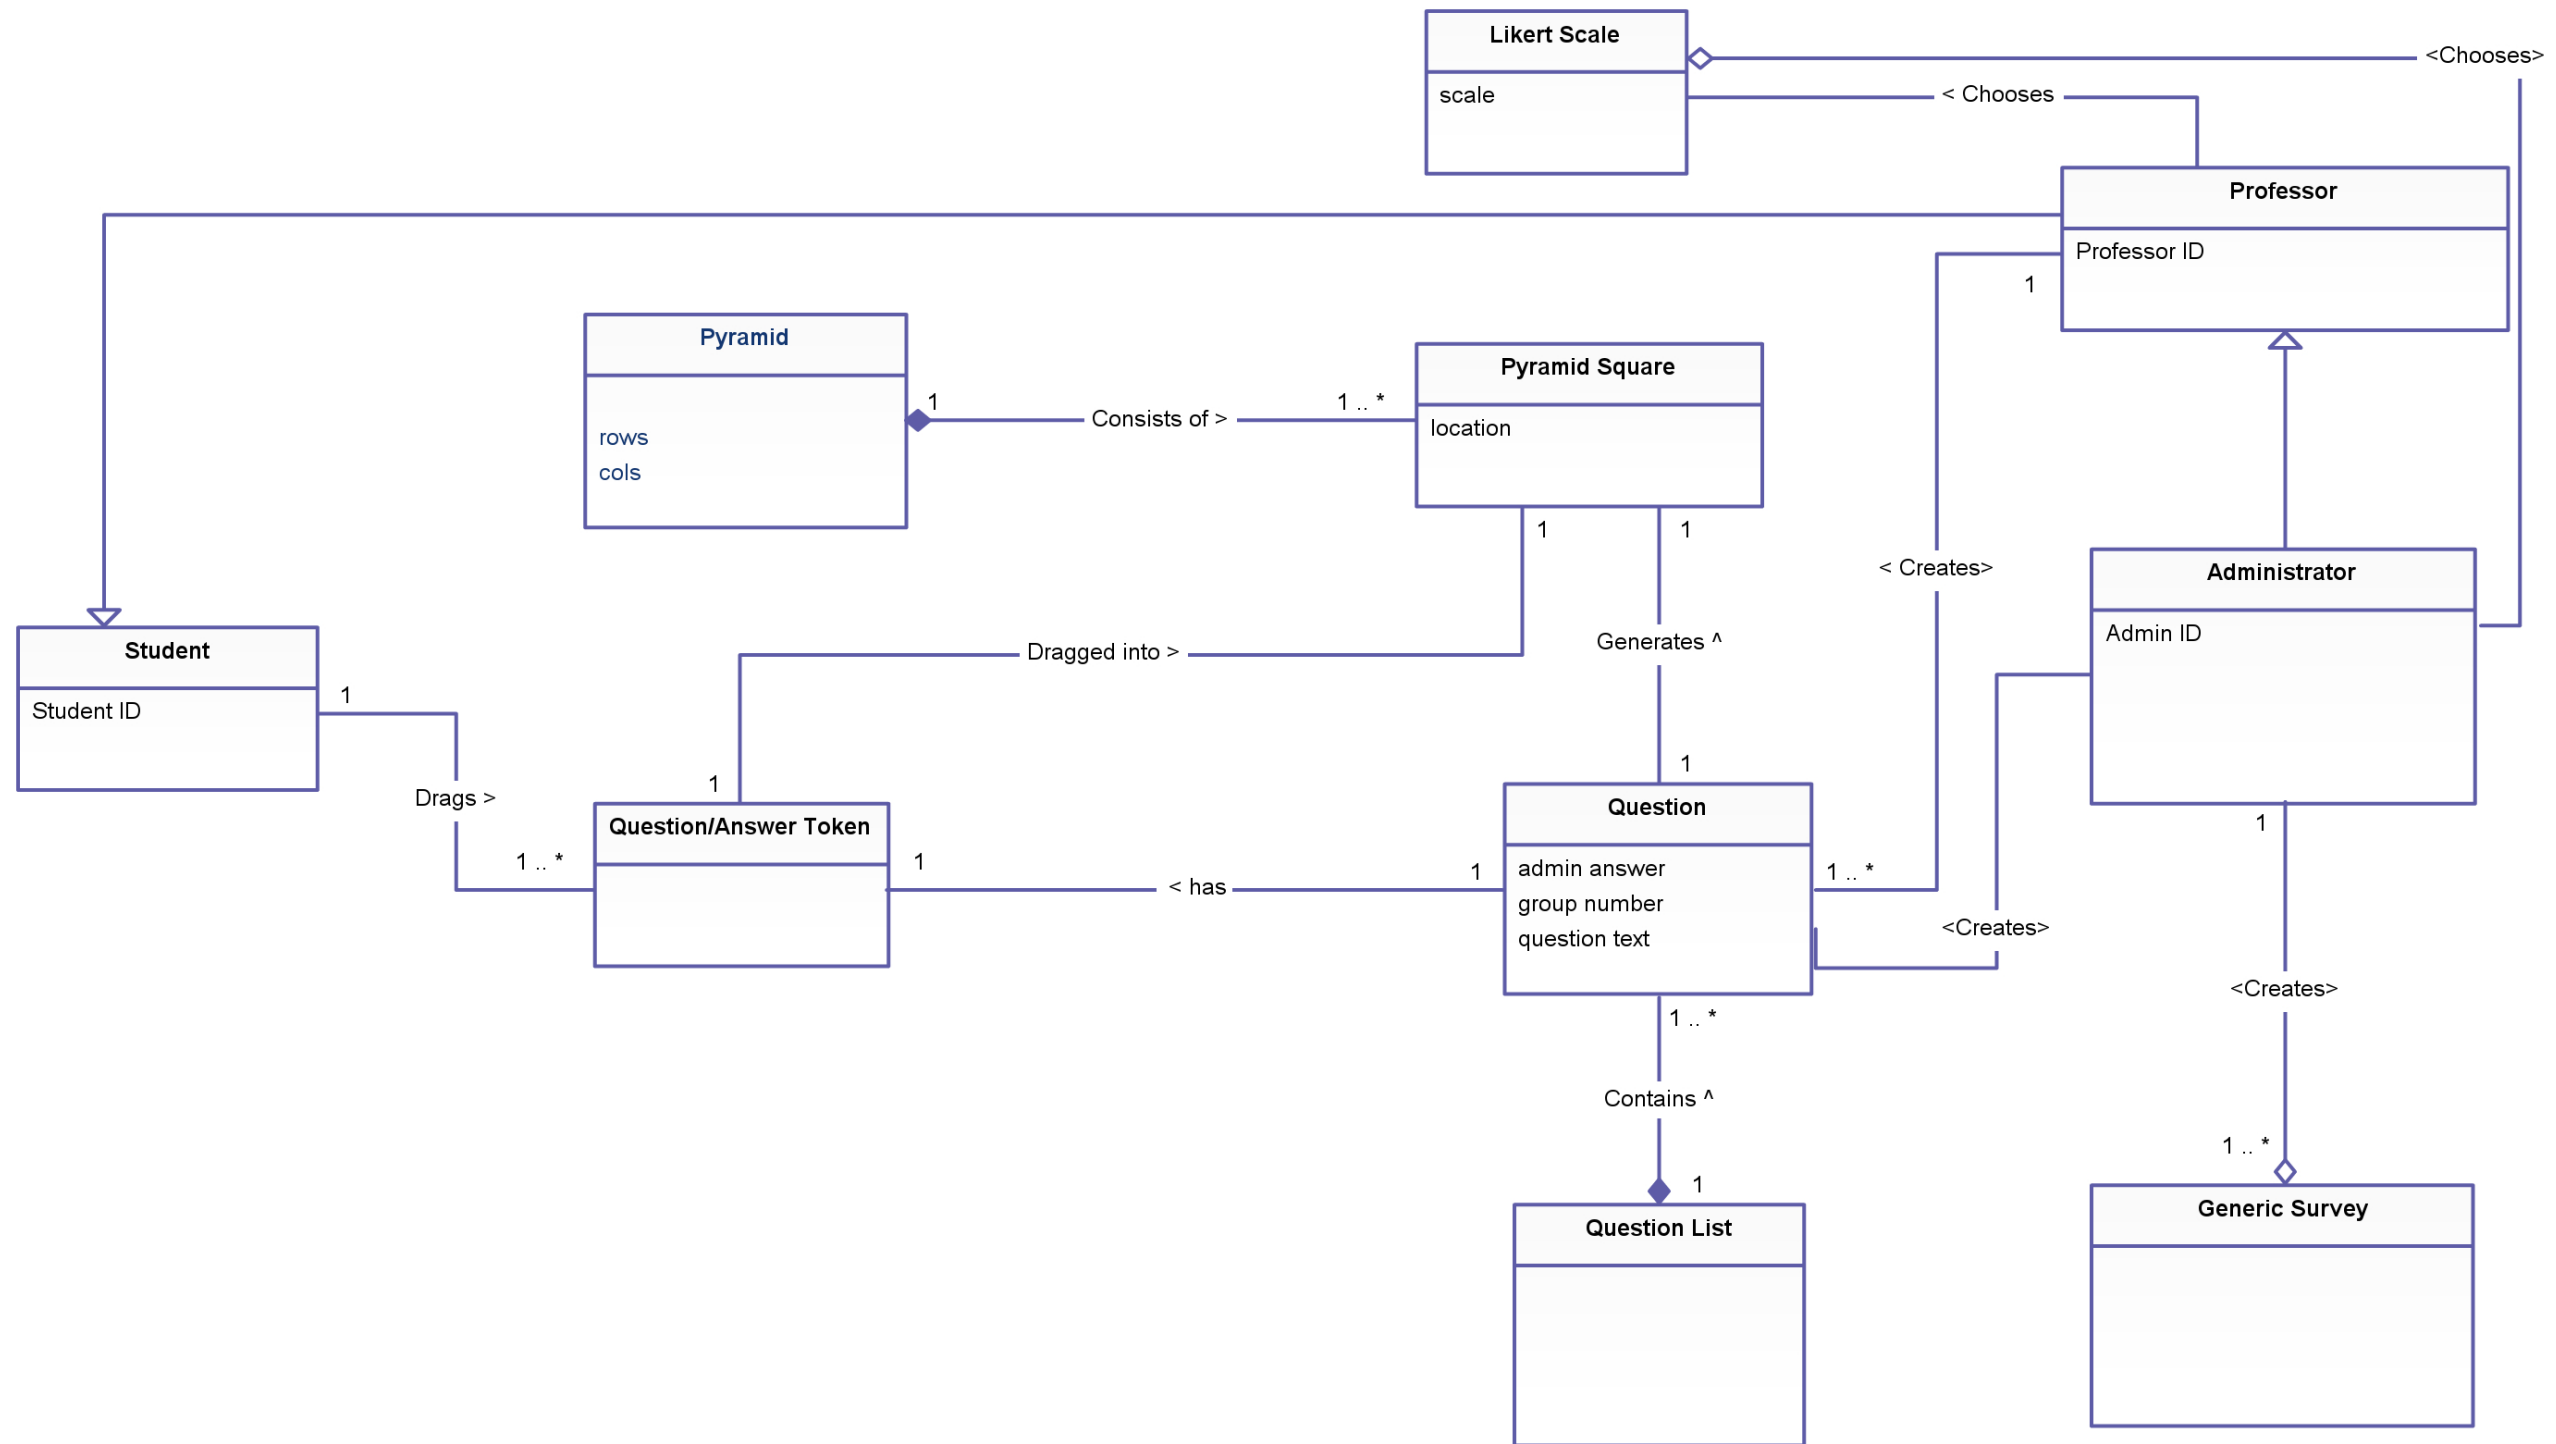 Likert Scale
scale
<Chooses>
< Chooses
Professor
Professor ID
1
Pyramid
rows
cols
1
Consists of >
1 .. *
Pyramid Square
location
1
1
< Creates>
Administrator
Admin ID
Generates ^
Dragged into >
Student
Student ID
1
Drags >
1 .. *
1
Question/Answer Token
1
< has
1
1
Question
admin answer
group number
question text
1 .. *
<Creates>
1
<Creates>
1 .. *
1 .. *
Contains ^
1
Question List
Generic Survey